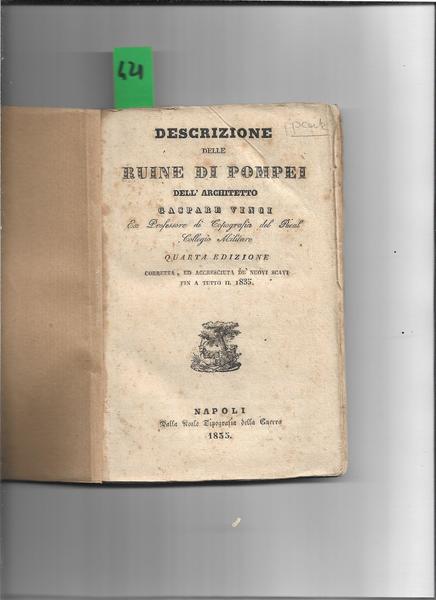 421
DESCRIZIONE
DELLE
RUINE DI POMPEI
DELL' ARCHITETTO
GASPARE VINCI
Ex Professore di Topografia del Real
Collegio Militare
QUARTA EDIZIONE
CORRETTA, ED ACCRESCIUTA DE' NUOVI SCAVI
FIN A TUTTO IL 1835.
NAPOLI
Dalla Reale Tipografia della Guerra
1835.